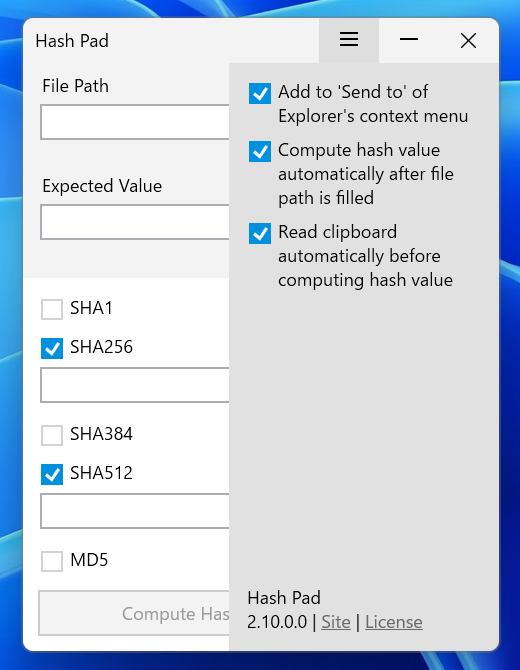 Hash Pad
File Path
Expected Value
SHA1
SHA256
SHA384
SHA512
MD5
Compute Has
Add to 'Send to' of
Explorer's context menu
Compute hash value
automatically after file
path is filled
Read clipboard
automatically before
computing hash value
Hash Pad
2.10.0.0 | Site | License